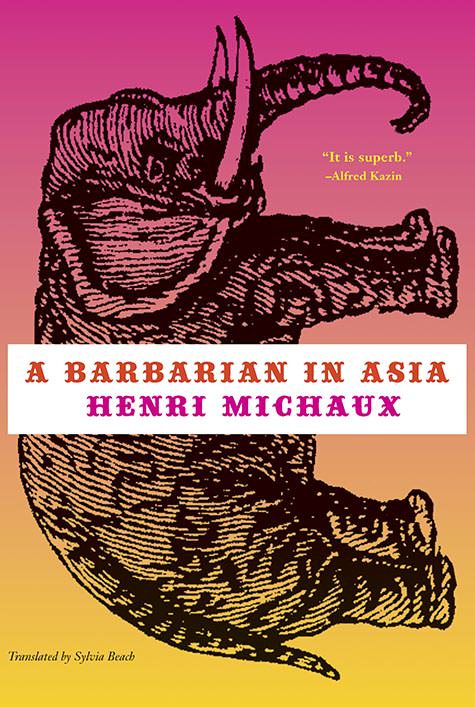 “It is superb.”
–Alfred Kazin
A BARBARIAN IN ASIA
HENRI MICHAUX
Translated by Sylvia Beach